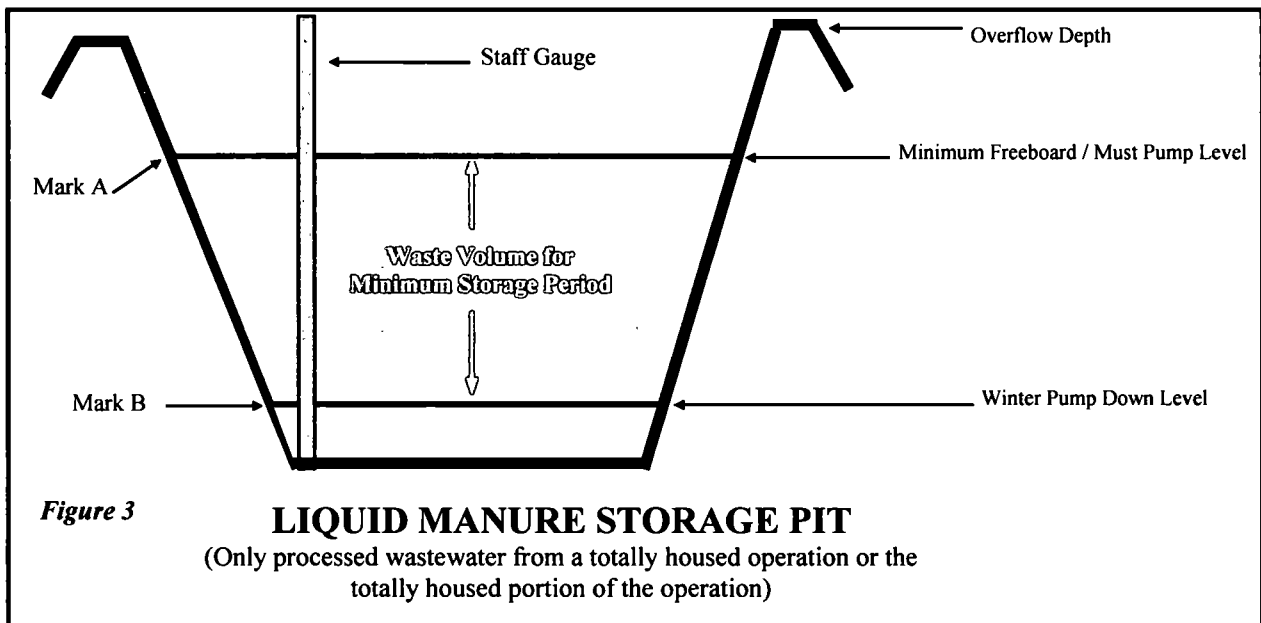 Overflow Depth
Staff Gauge
Minimum Freeboard / Must Pump Level
Mark A
Waste Volume for
Minimum Storage Period
Mark B
Winter Pump Down Level
Figure 3
LIQUID MANURE STORAGE PIT
(Only processed wastewater from a totally housed operation or the
totally housed portion of the operation)